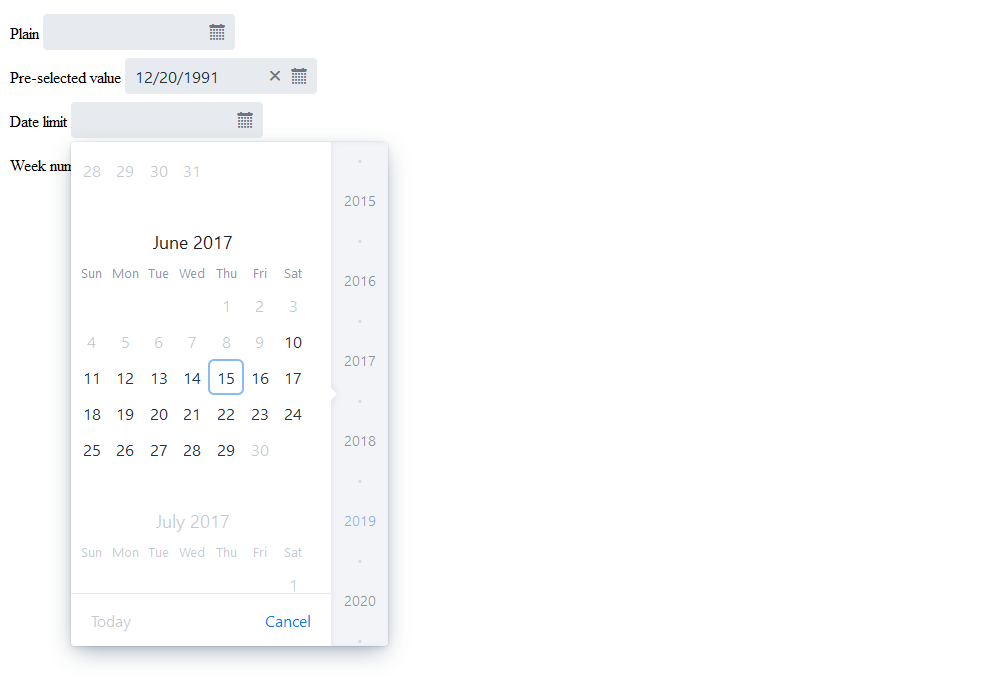 Plain
Pre-selected value 12/20/1991
Date limit
Week num
28 29 30 31
June 2017
Sun Mon Tue Wed Thu Fri Sat
1 2 3
4 5 6 7 8 9 10
11 12 13 14 15 16 17
18 19 20 21 22 23 24
25 26 27 28 29 30
July 2017
Sun Mon Tue Wed Thu Fri Sat
1
Today Cancel
2015
2016
2017
2018
2019
2020